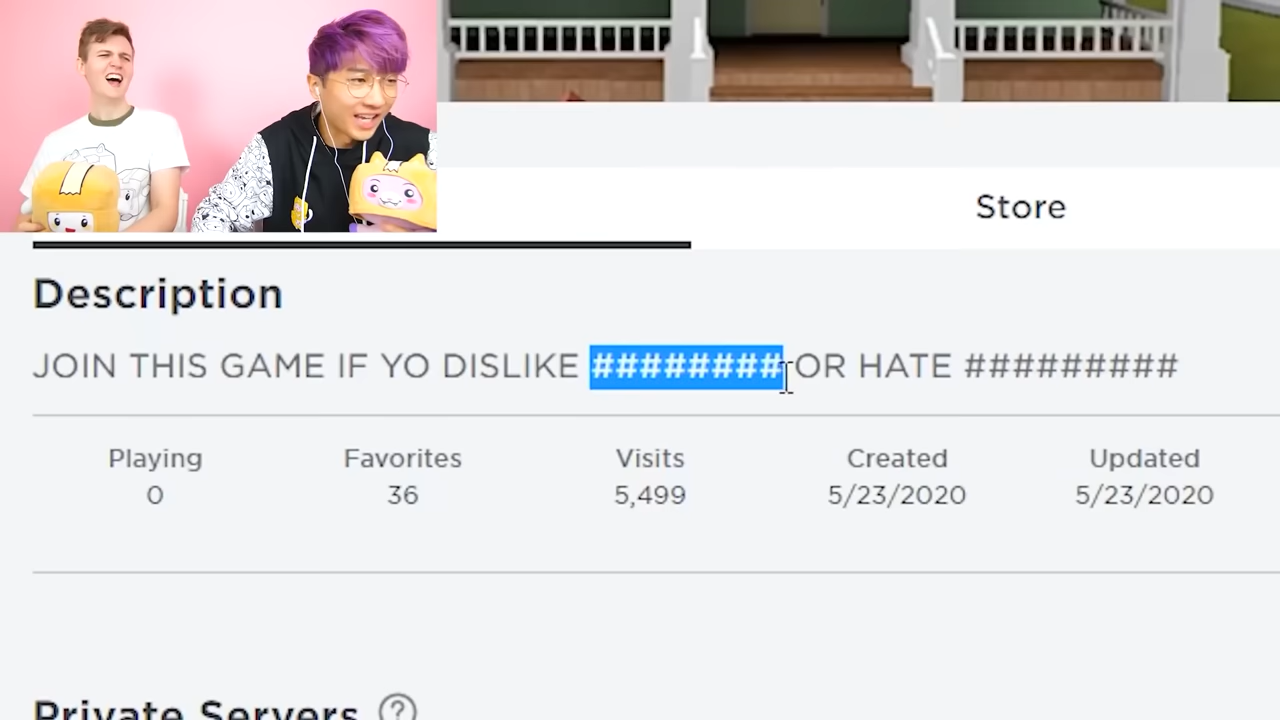 Store
Description
JOIN THIS GAME IF YO DISLIKE ######## OR HATE #########
Playing Favorites Visits Created Updated
0 36 5,499 5/23/2020 5/23/2020
Private Servers ?